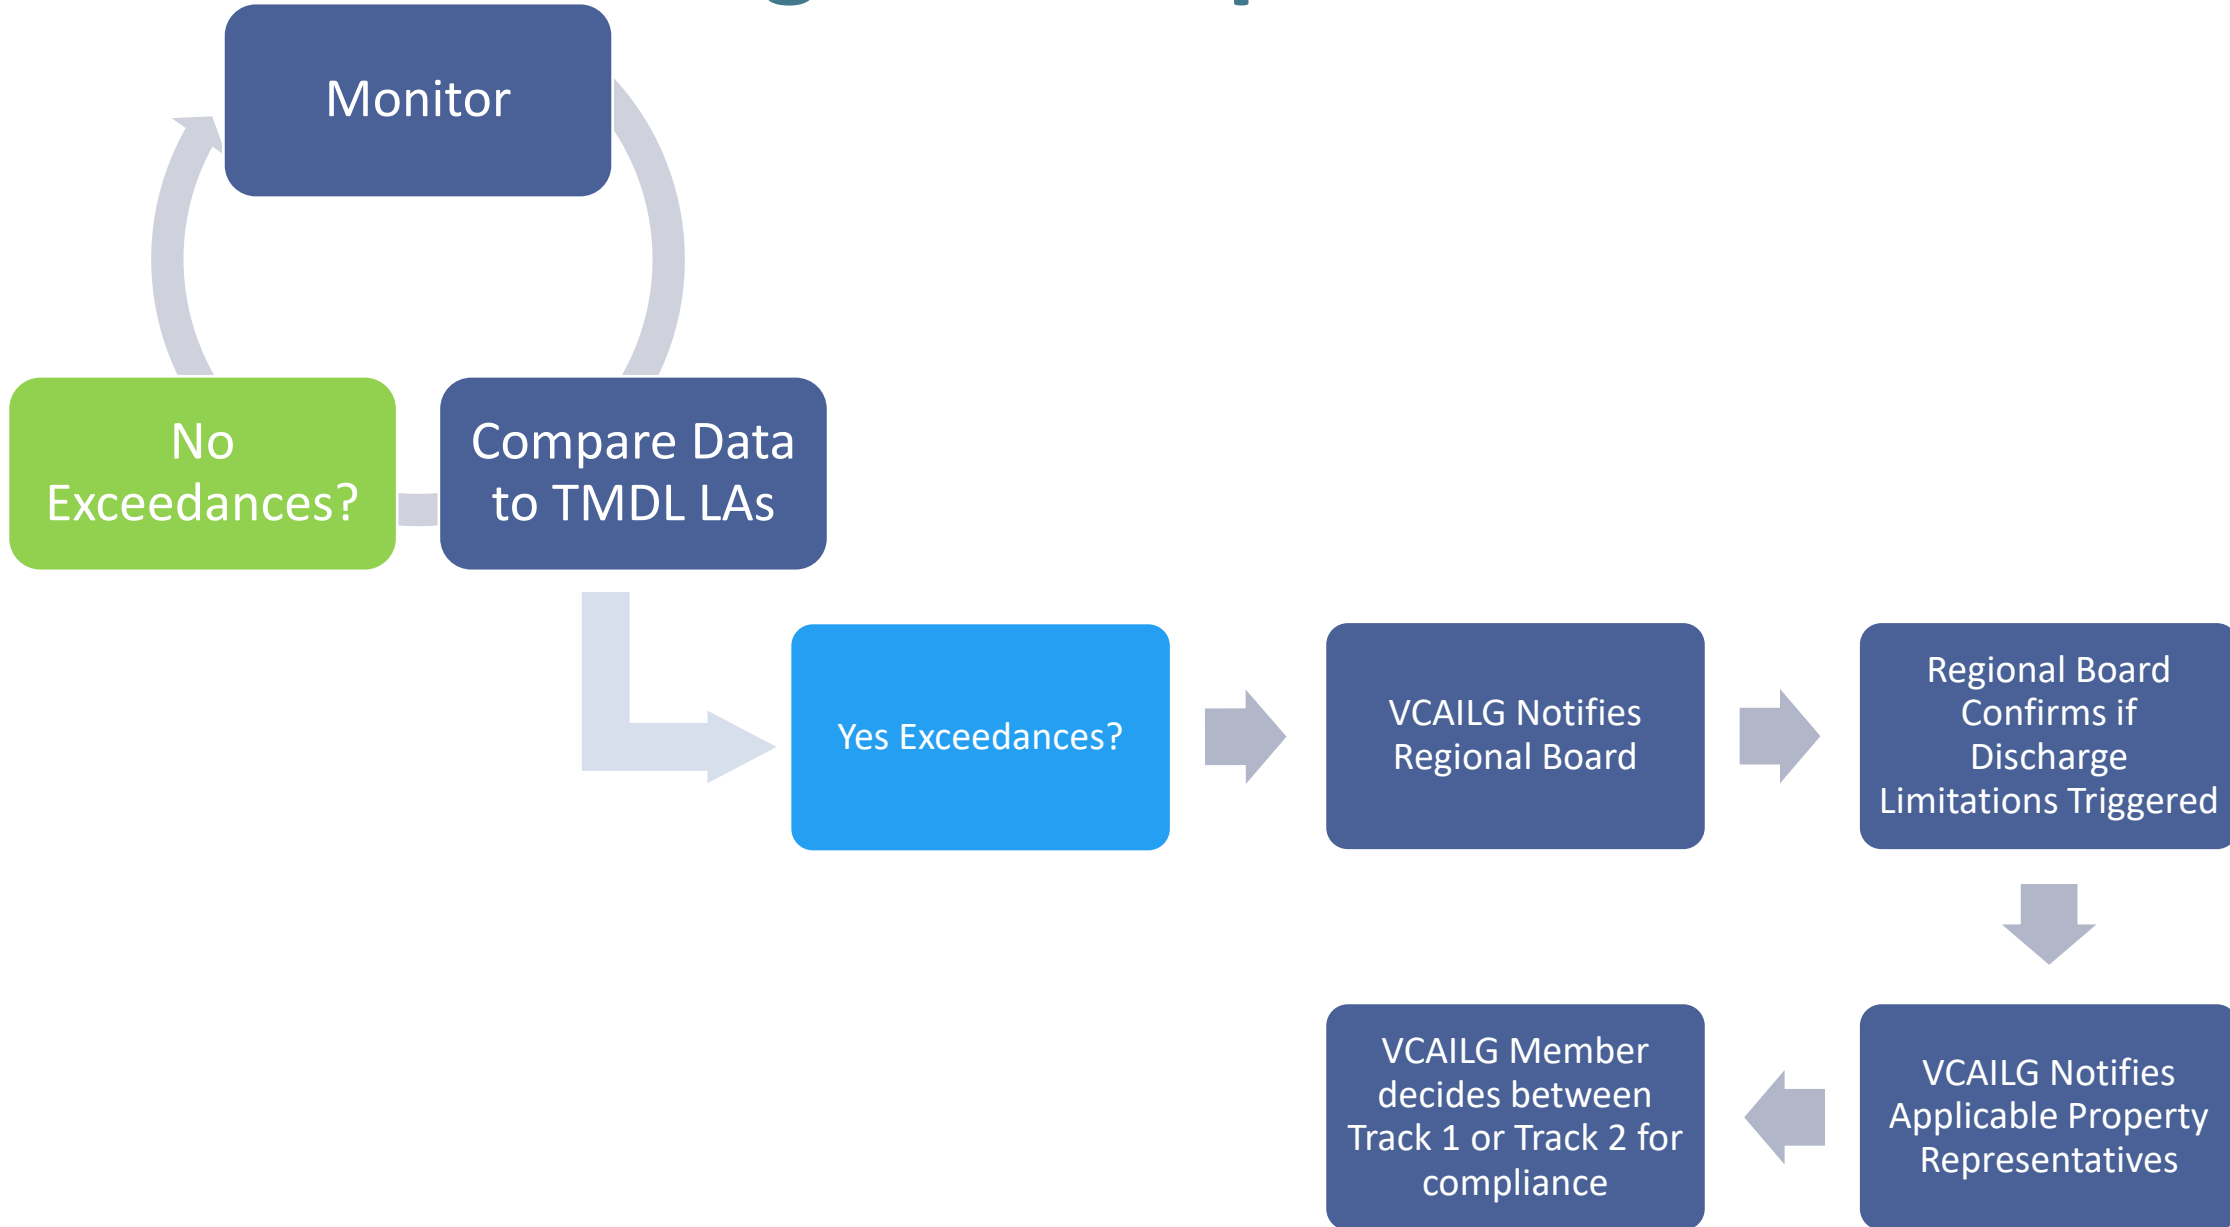 Monitor
No
Exceedances?
Compare Data
to TMDL LAs
Yes Exceedances?
VCAILG Notifies
Regional Board
Regional Board
Confirms if
Discharge
Limitations Triggered
VCAILG Notifies
Applicable Property
Representatives
VCAILG Member
decides between
Track 1 or Track 2 for
compliance